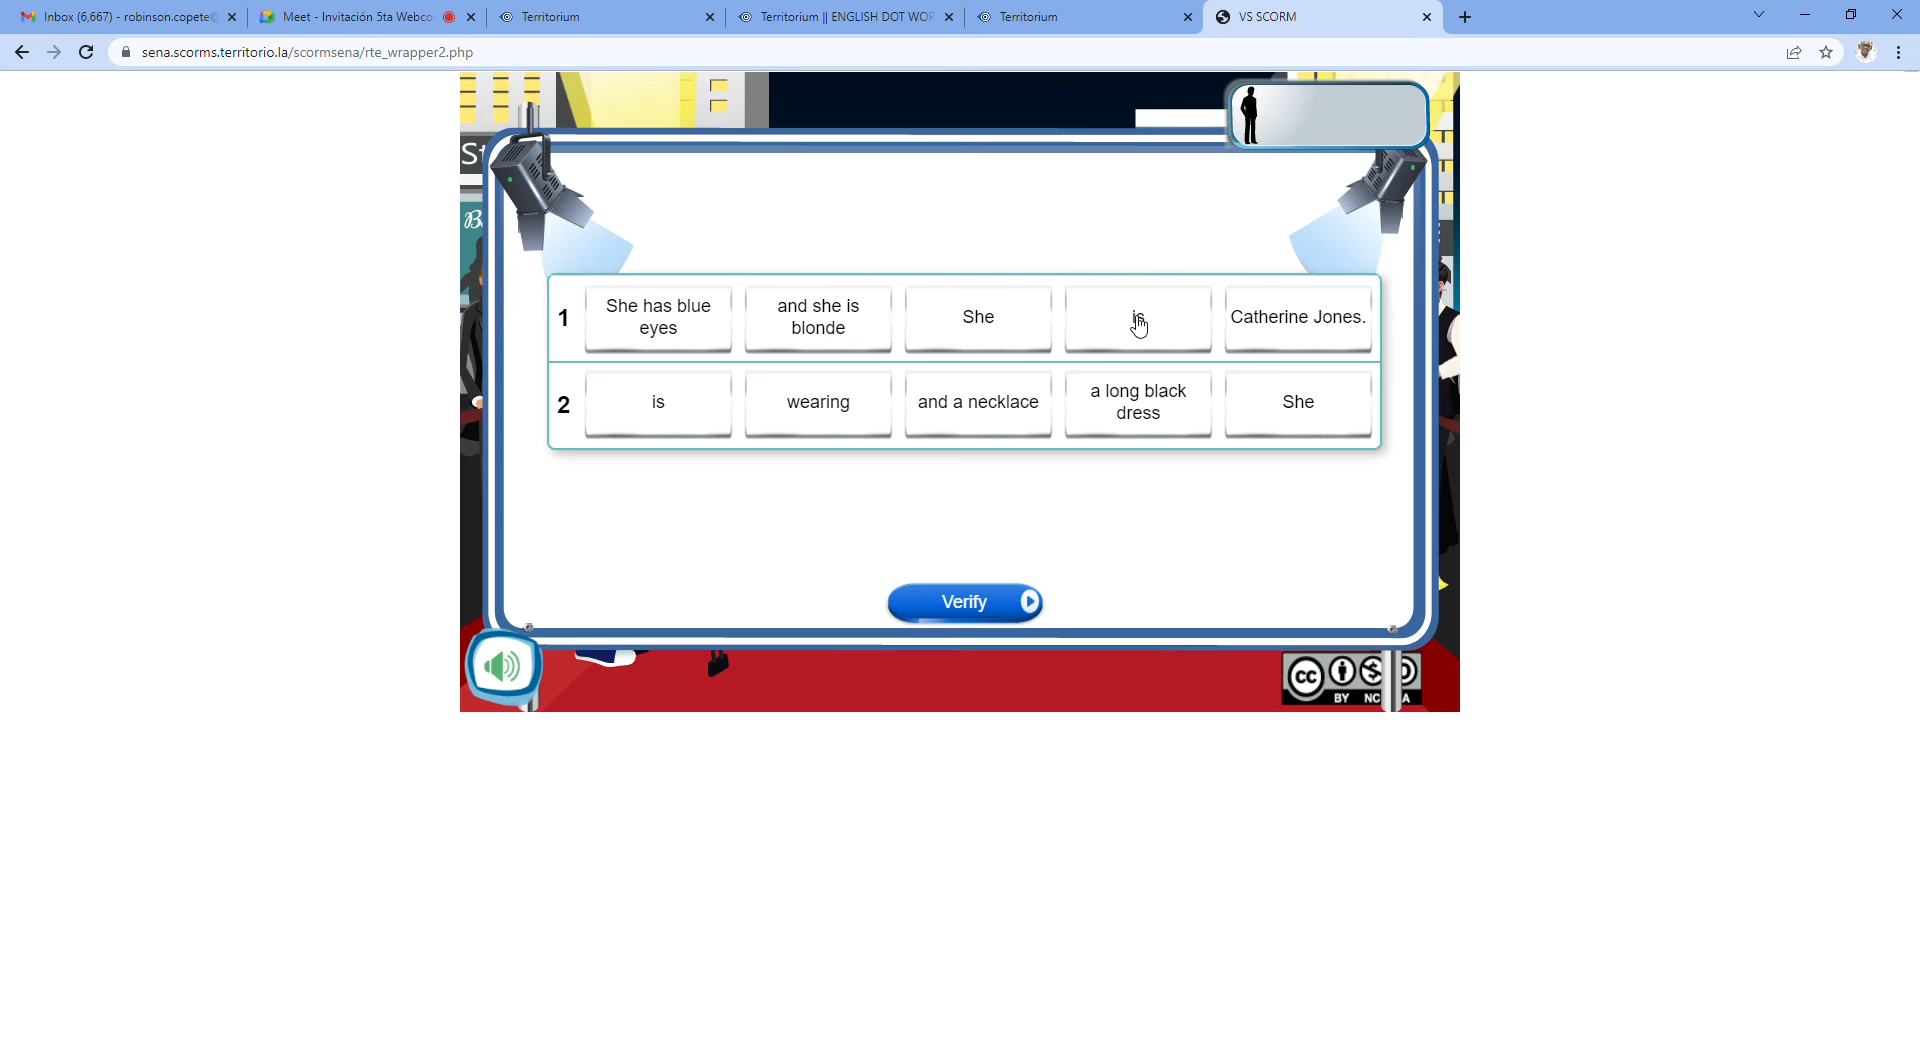 Inbox (6,667) - robinson.copete@
Meet - Invitación 5ta Webco
Territorium
Territorium || ENGLISH DOT WOR
Territorium
VS SCORM
sena.scorms.territorio.la/scormsena/rte_wrapper2.php
1 She has blue eyes and she is blonde She is Catherine Jones.
2 is wearing and a necklace a long black dress She
Verify
CC
BY NC